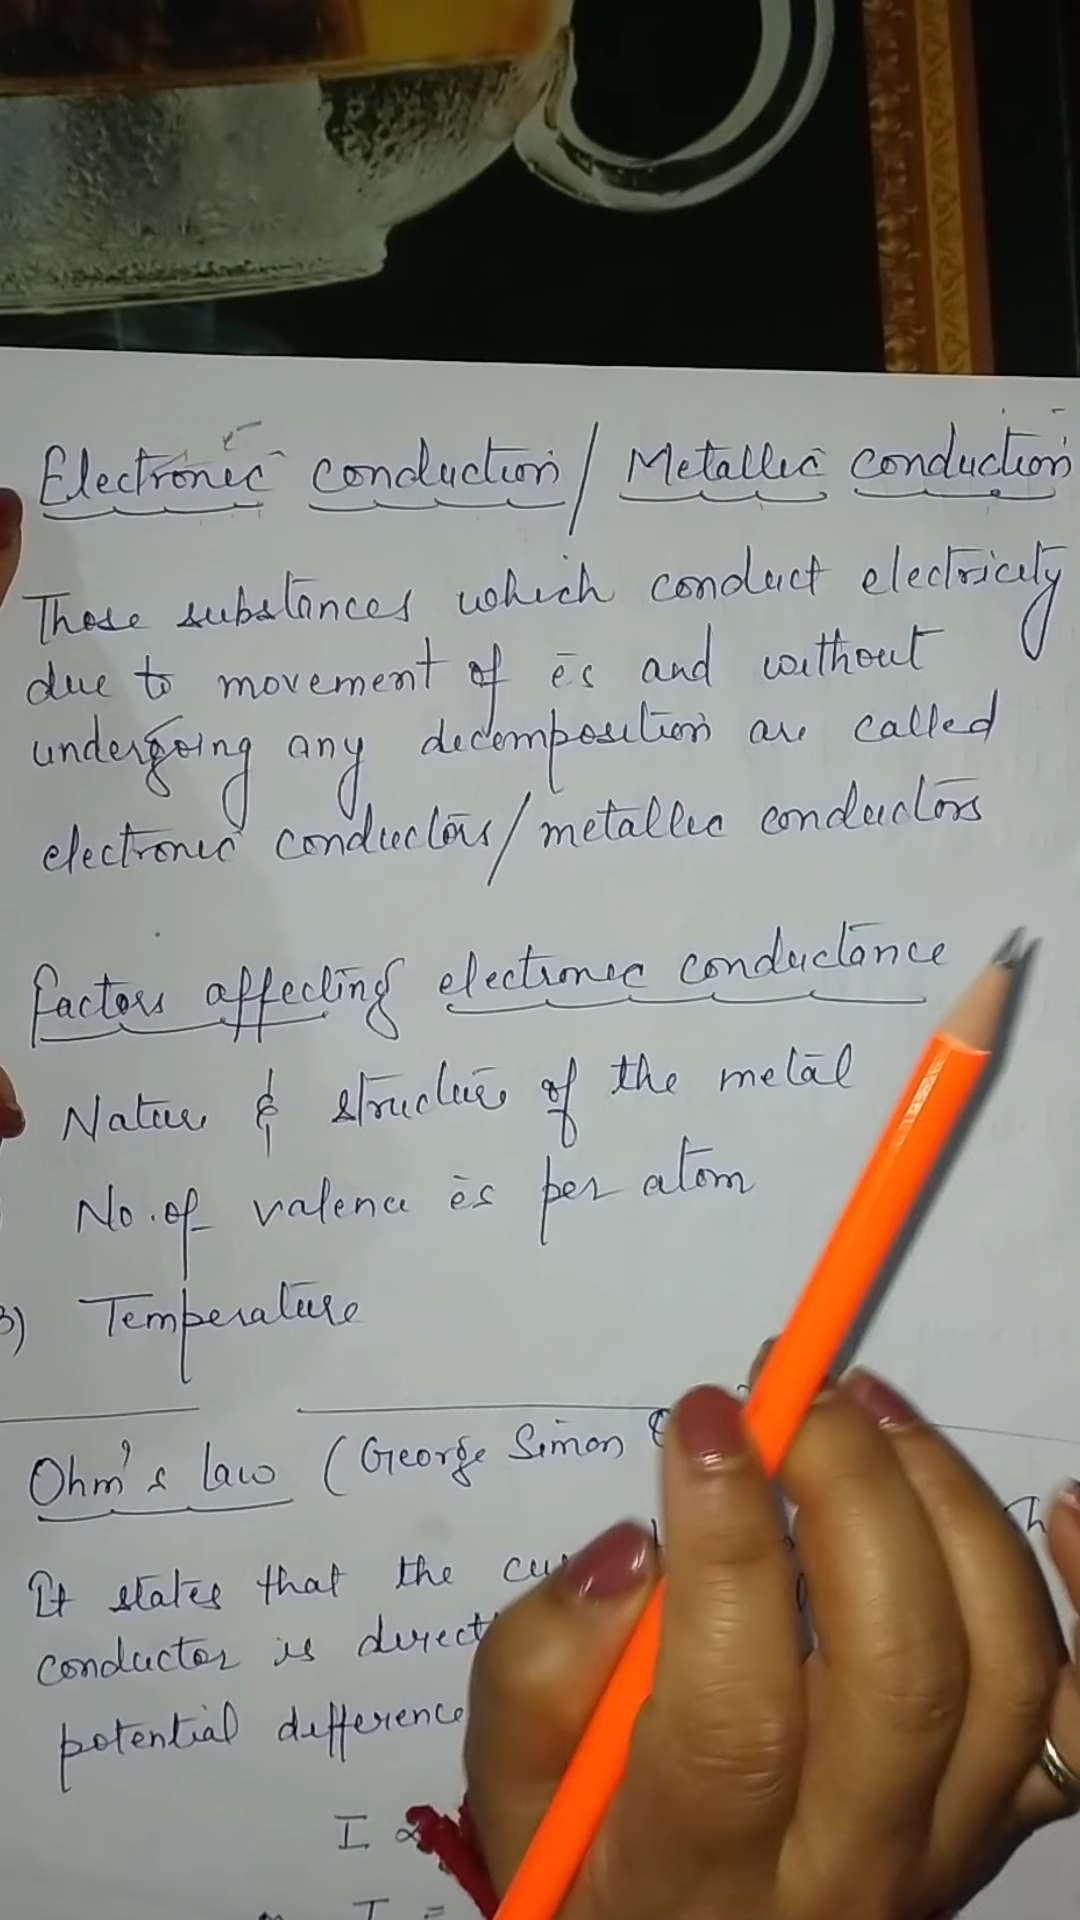 e-
Electronic conduction / Metallic conduction
Those substances which conduct electricity
due to movement of ēs and without
undergoing any decomposition are called
electronic conductors/metallic conductors
Factors affecting electronic conductance
Nature & structure of the metal
No. of valence ēs per atom
3) Temperature
Ohm's law (George Simon
It states that the
conductor is
potential difference
I ∝
I =